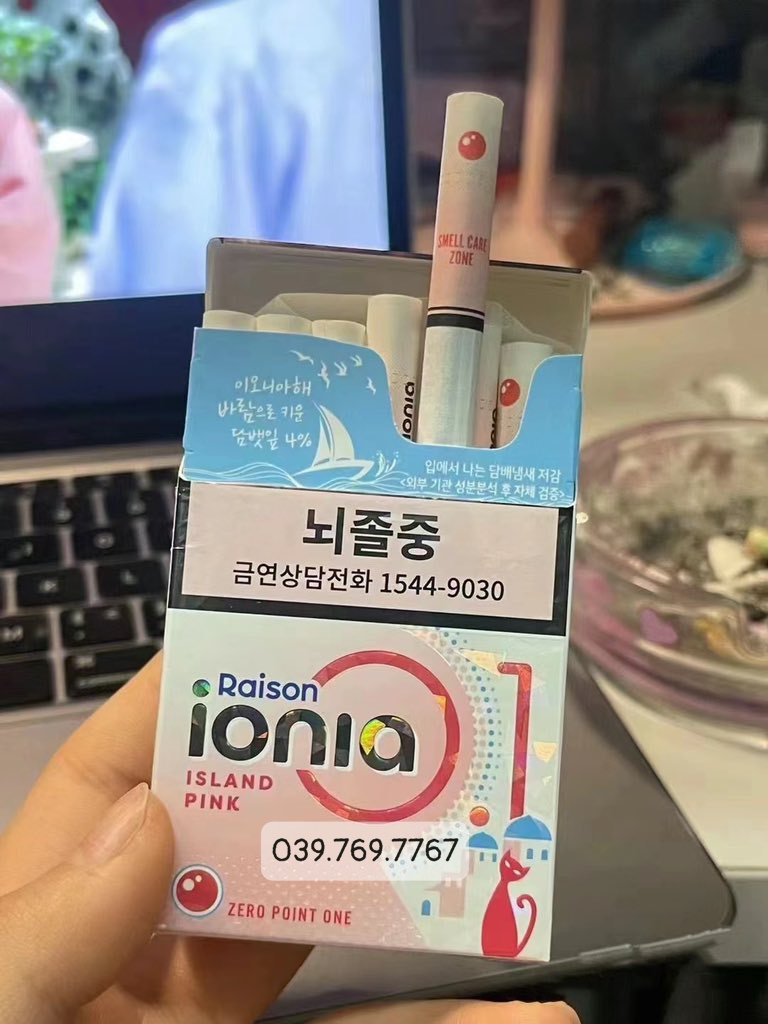 SMELL CARE
ZONE
ionia
이오니아해
바람으로 키운
담뱃잎 4%
입에서 나는 담배냄새 저감
<외부 기관 성분분석 후 자체 검증>
뇌졸중
금연상담전화 1544-9030
Raison
ionia
01
ISLAND
PINK
039.769.7767
ZERO POINT ONE